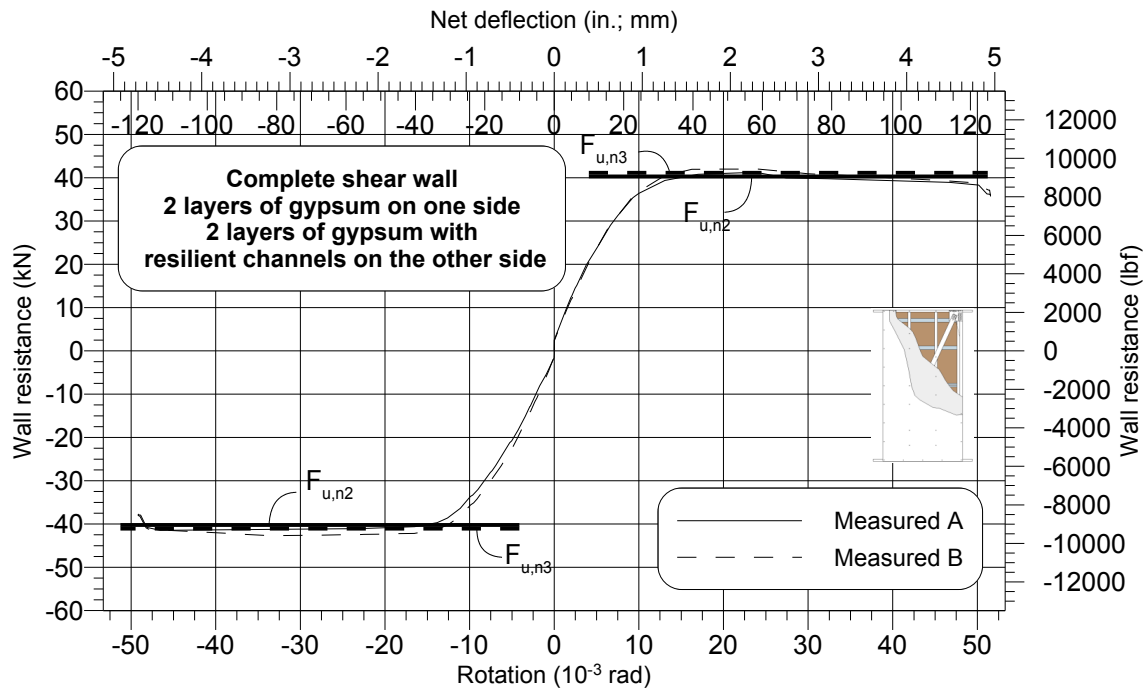 Net deflection (in.; mm)
-5 -4 -3 -2 -1 0 1 2 3 4 5
-120 -100 -80 -60 -40 -20 0 20 40 60 80 100 120
60
50
40
30
20
10
0
-10
-20
-30
-40
-50
-60
Wall resistance (kN)
12000
10000
8000
6000
4000
2000
0
-2000
-4000
-6000
-8000
-10000
-12000
Wall resistance (lbf)
Complete shear wall
2 layers of gypsum on one side
2 layers of gypsum with
resilient channels on the other side
Fu,n3
Fu,n2
Fu,n2
Fu,n3
Measured A
Measured B
-50 -40 -30 -20 -10 0 10 20 30 40 50
Rotation (10-3 rad)